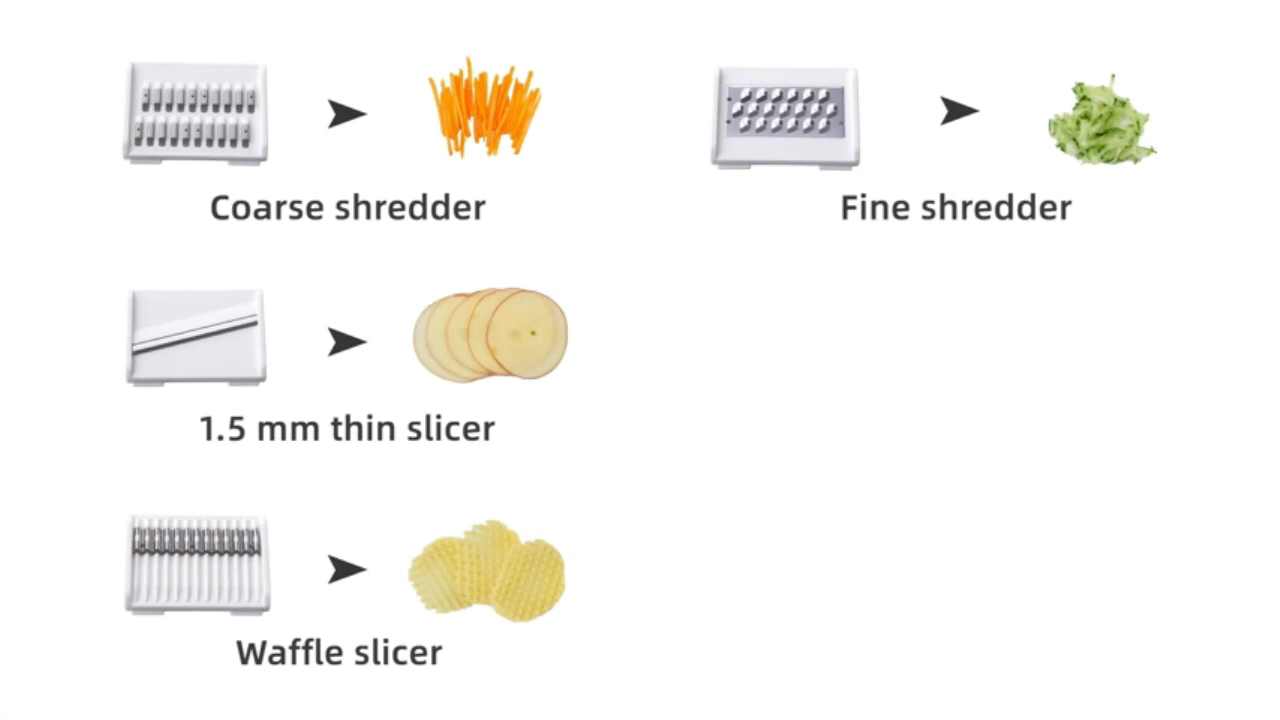 Coarse shredder
Fine shredder
1.5 mm thin slicer
Waffle slicer